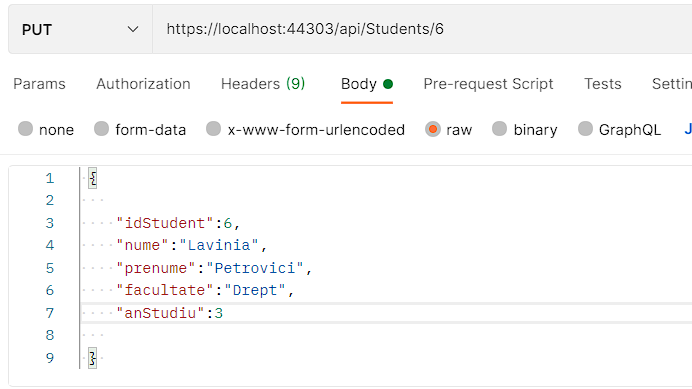 PUT https://localhost:44303/api/Students/6
Params Authorization Headers (9) Body Pre-request Script Tests Settin
none form-data x-www-form-urlencoded raw binary GraphQL J
1 {
2
3 "idStudent":6,
4 "nume":"Lavinia",
5 "prenume":"Petrovici",
6 "facultate":"Drept",
7 "anStudiu":3
8
9 }